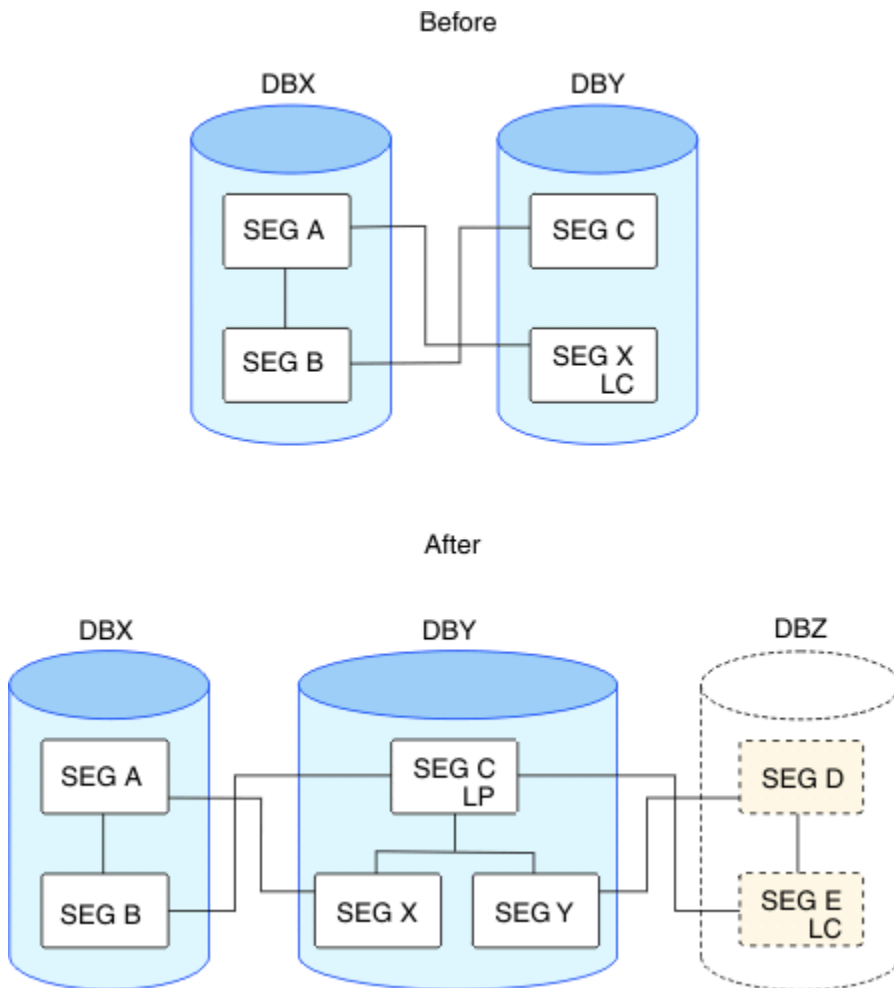 Before
DBX
DBY
SEG A
SEG C
SEG B
SEG X
LC
After
DBX
DBY
DBZ
SEG A
SEG C
LP
SEG D
SEG B
SEG X
SEG Y
SEG E
LC